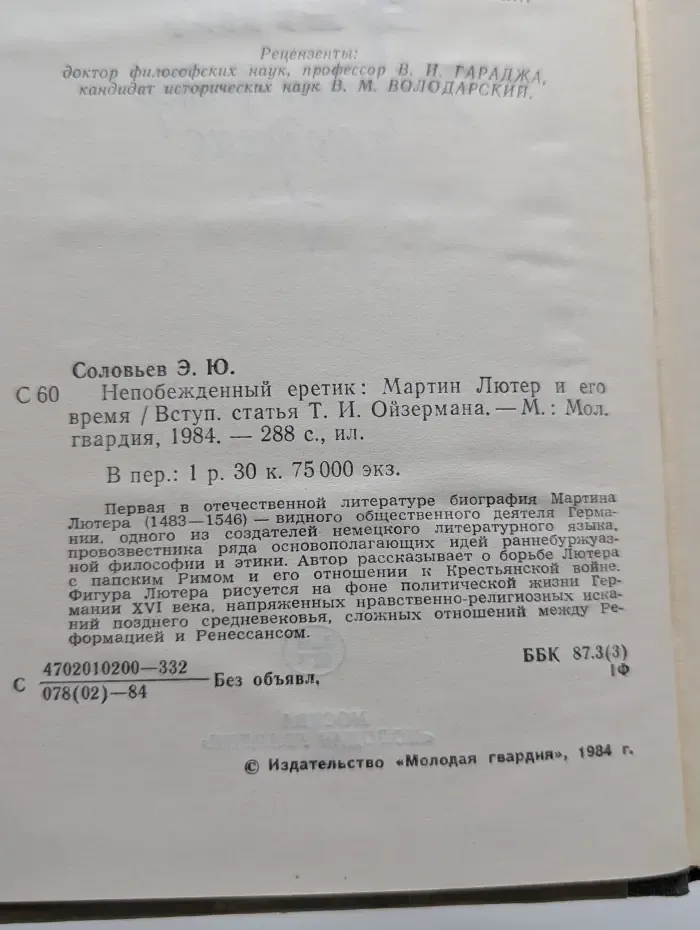 Рецензенты:
доктор философских наук, профессор В. И. ГАРАДЖА,
кандидат исторических наук В. М. ВОЛОДАРСКИЙ.
Соловьев Э. Ю.
С 60 Непобежденный еретик: Мартин Лютер и его
время / Вступ. статья Т. И. Ойзермана. — М.: Мол.
гвардия, 1984. — 288 с., ил.
В пер.: 1 р. 30 к. 75 000 экз.
Первая в отечественной литературе биография Мартина
Лютера (1483—1546) — видного общественного деятеля Герма-
нии, одного из создателей немецкого литературного языка,
провозвестника ряда основополагающих идей раннебуржуаз-
ной философии и этики. Автор рассказывает о борьбе Лютера
с папским Римом и его отношении к Крестьянской войне.
Фигура Лютера рисуется на фоне политической жизни Гер-
мании XVI века, напряженных нравственно-религиозных иска-
ний позднего средневековья, сложных отношений между Ре-
формацией и Ренессансом.
С 4702010200—332
078(02)—84
Без объявл.
ББК 87.3(3)
1Ф
© Издательство «Молодая гвардия», 1984 г.